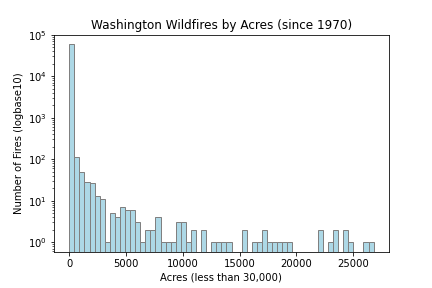 Washington Wildfires by Acres (since 1970)
10⁵
10⁴
10³
10²
10¹
10⁰
Number of Fires (logbase10)
0 5000 10000 15000 20000 25000
Acres (less than 30,000)